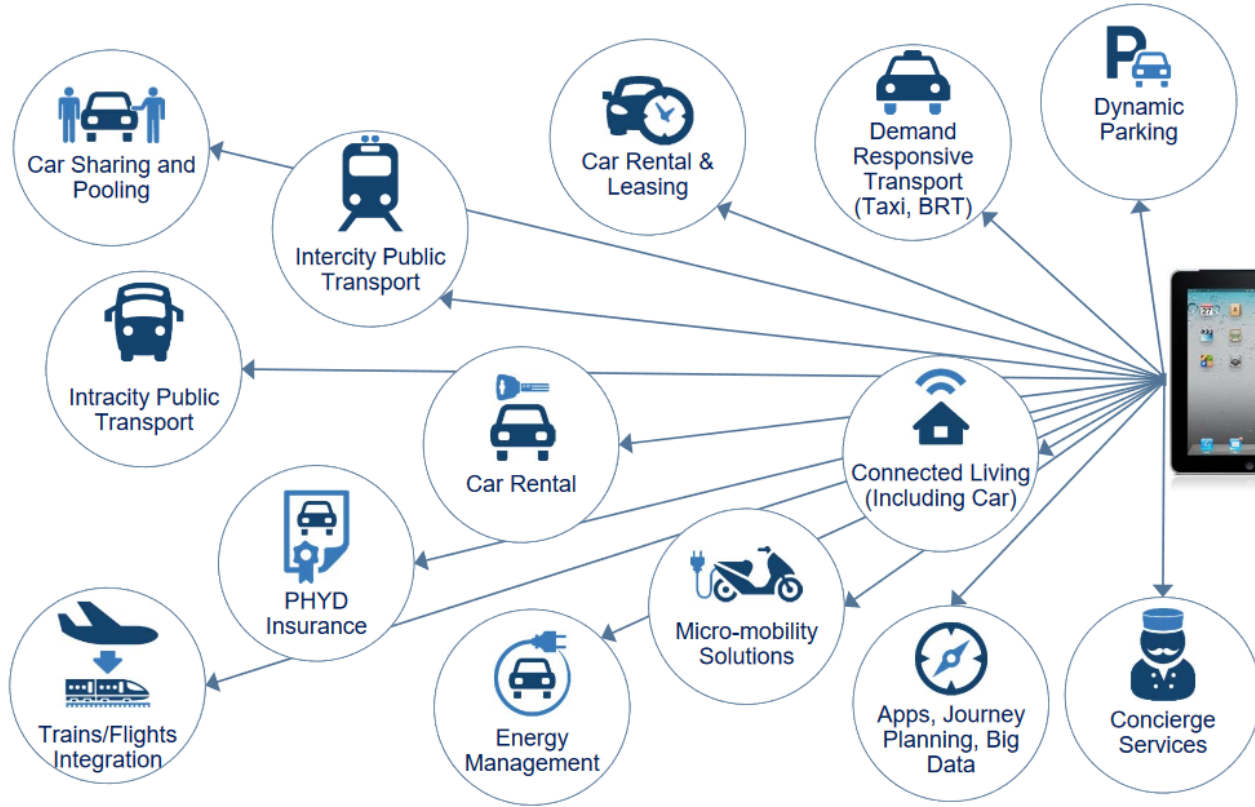 Car Sharing and
Pooling
Intercity Public
Transport
Car Rental &
Leasing
Demand
Responsive
Transport
(Taxi, BRT)
P
Dynamic
Parking
Intracity Public
Transport
Car Rental
Connected Living
(Including Car)
27
PHYD
Insurance
Trains/Flights
Integration
Energy
Management
Micro-mobility
Solutions
Apps, Journey
Planning, Big
Data
Concierge
Services